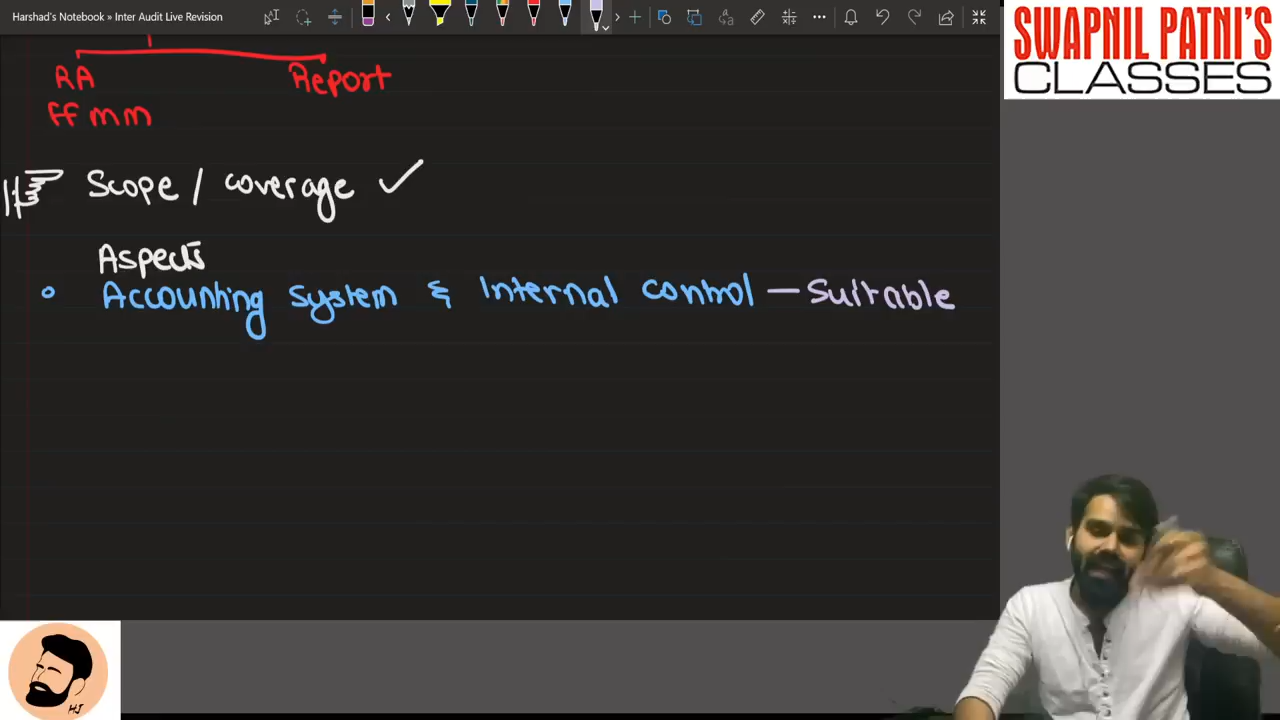 Harshad's Notebook » Inter Audit Live Revision
SWAPNIL PATNI'S
CLASSES
RA
Report
ff mm
Scope / coverage ✓
Aspects
Accounting system & Internal control — Suitable
HJ